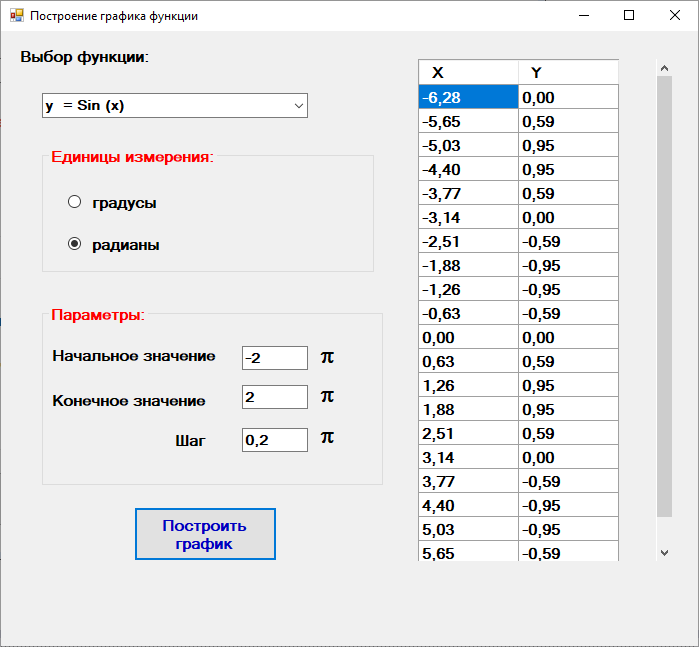 Построение графика функции
Выбор функции:
y = Sin (x)
Единицы измерения:
градусы
радианы
Параметры:
Начальное значение -2 π
Конечное значение 2 π
Шаг 0,2 π
Построить
график
X Y
-6,28 0,00
-5,65 0,59
-5,03 0,95
-4,40 0,95
-3,77 0,59
-3,14 0,00
-2,51 -0,59
-1,88 -0,95
-1,26 -0,95
-0,63 -0,59
0,00 0,00
0,63 0,59
1,26 0,95
1,88 0,95
2,51 0,59
3,14 0,00
3,77 -0,59
4,40 -0,95
5,03 -0,95
5,65 -0,59